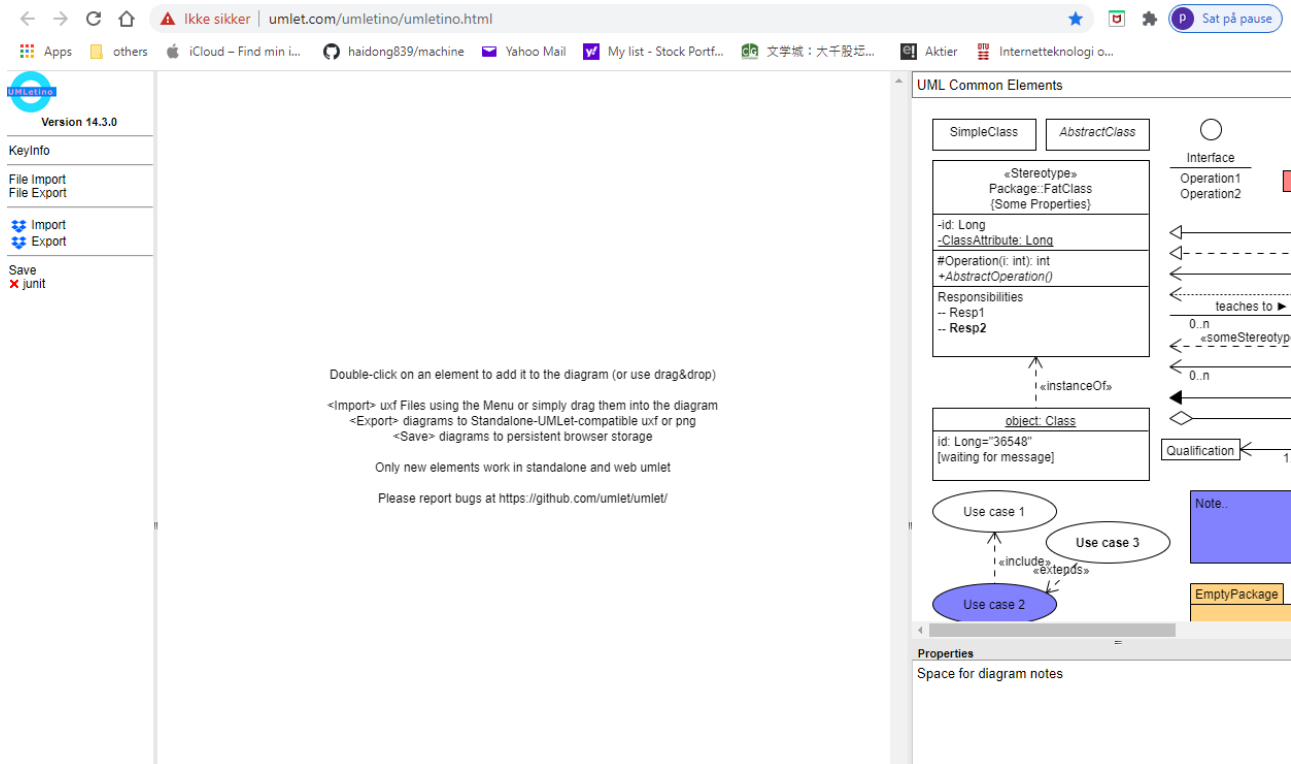 Ikke sikker | umlet.com/umletino/umletino.html
P Sat på pause
Apps others iCloud – Find min i... haidong839/machine Yahoo Mail My list - Stock Portf... 文学城：大千股坛... Aktier Internetteknologi o...
UMLetino
Version 14.3.0
KeyInfo
File Import
File Export
Import
Export
Save
junit
Double-click on an element to add it to the diagram (or use drag&drop)
<Import> uxf Files using the Menu or simply drag them into the diagram
<Export> diagrams to Standalone-UMLet-compatible uxf or png
<Save> diagrams to persistent browser storage
Only new elements work in standalone and web umlet
Please report bugs at https://github.com/umlet/umlet/
UML Common Elements
SimpleClass
AbstractClass
«Stereotype»
Package::FatClass
{Some Properties}
-id: Long
-ClassAttribute: Long
#Operation(i: int): int
+AbstractOperation()
Responsibilities
-- Resp1
-- Resp2
«instanceOf»
object: Class
id: Long="36548"
[waiting for message]
Use case 1
Use case 3
«include»
«extends»
Use case 2
Interface
Operation1
Operation2
teaches to ►
0..n
«someStereotype
0..n
Qualification
1
Note..
EmptyPackage
Properties
Space for diagram notes